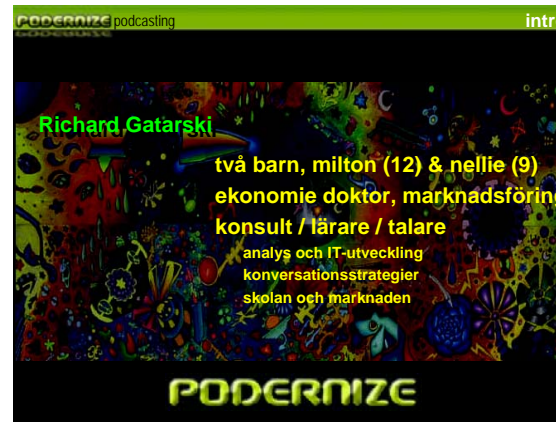 PODERNIZE podcasting intr
Richard Gatarski
två barn, milton (12) & nellie (9)
ekonomie doktor, marknadsföring
konsult / lärare / talare
analys och IT-utveckling
konversationsstrategier
skolan och marknaden
PODERNIZE